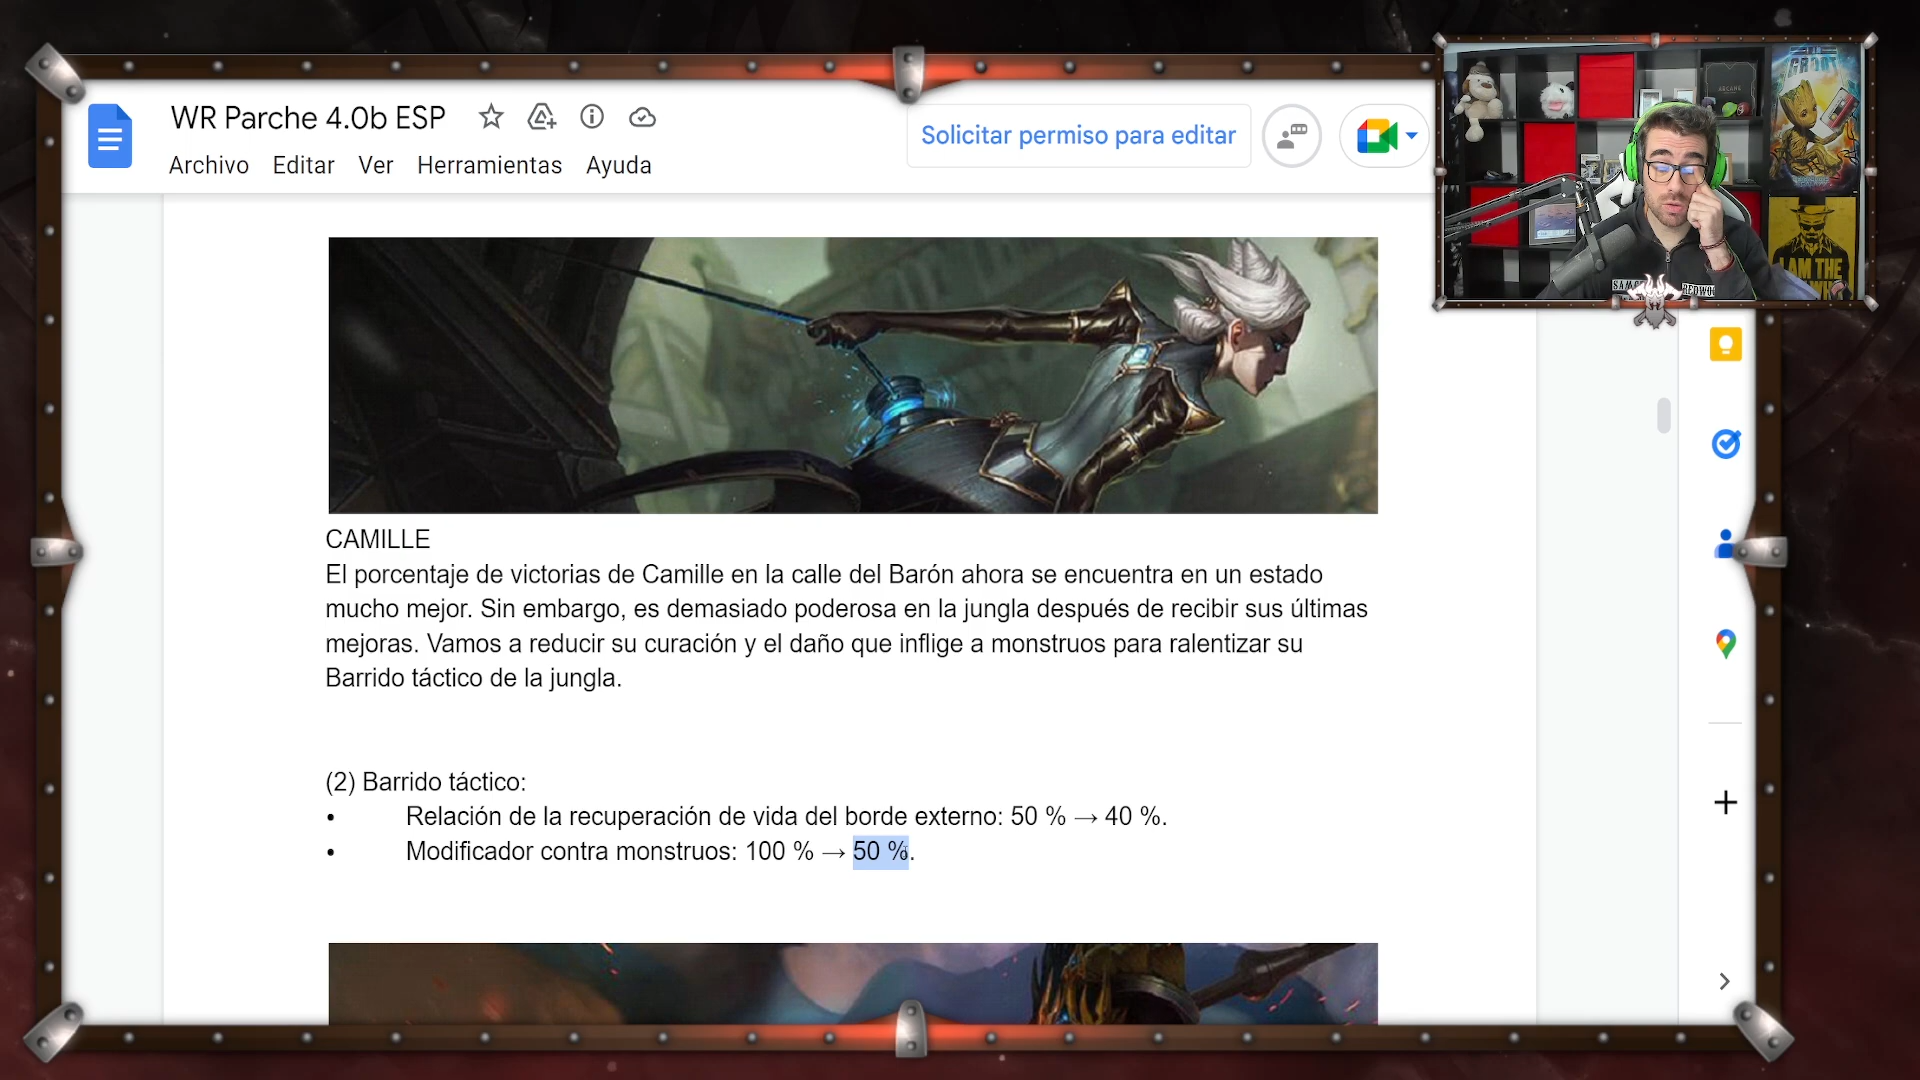 WR Parche 4.0b ESP
Archivo Editar Ver Herramientas Ayuda
Solicitar permiso para editar
ARCANE
GROOT
I AM THE
CAMILLE
El porcentaje de victorias de Camille en la calle del Barón ahora se encuentra en un estado
mucho mejor. Sin embargo, es demasiado poderosa en la jungla después de recibir sus últimas
mejoras. Vamos a reducir su curación y el daño que inflige a monstruos para ralentizar su
Barrido táctico de la jungla.
(2) Barrido táctico:
• Relación de la recuperación de vida del borde externo: 50 % → 40 %.
• Modificador contra monstruos: 100 % → 50 %.